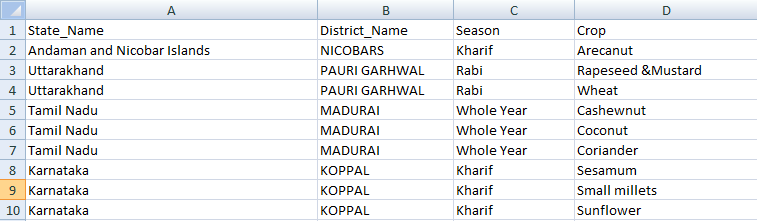 A B C D
1 State_Name District_Name Season Crop
2 Andaman and Nicobar Islands NICOBARS Kharif Arecanut
3 Uttarakhand PAURI GARHWAL Rabi Rapeseed &Mustard
4 Uttarakhand PAURI GARHWAL Rabi Wheat
5 Tamil Nadu MADURAI Whole Year Cashewnut
6 Tamil Nadu MADURAI Whole Year Coconut
7 Tamil Nadu MADURAI Whole Year Coriander
8 Karnataka KOPPAL Kharif Sesamum
9 Karnataka KOPPAL Kharif Small millets
10 Karnataka KOPPAL Kharif Sunflower